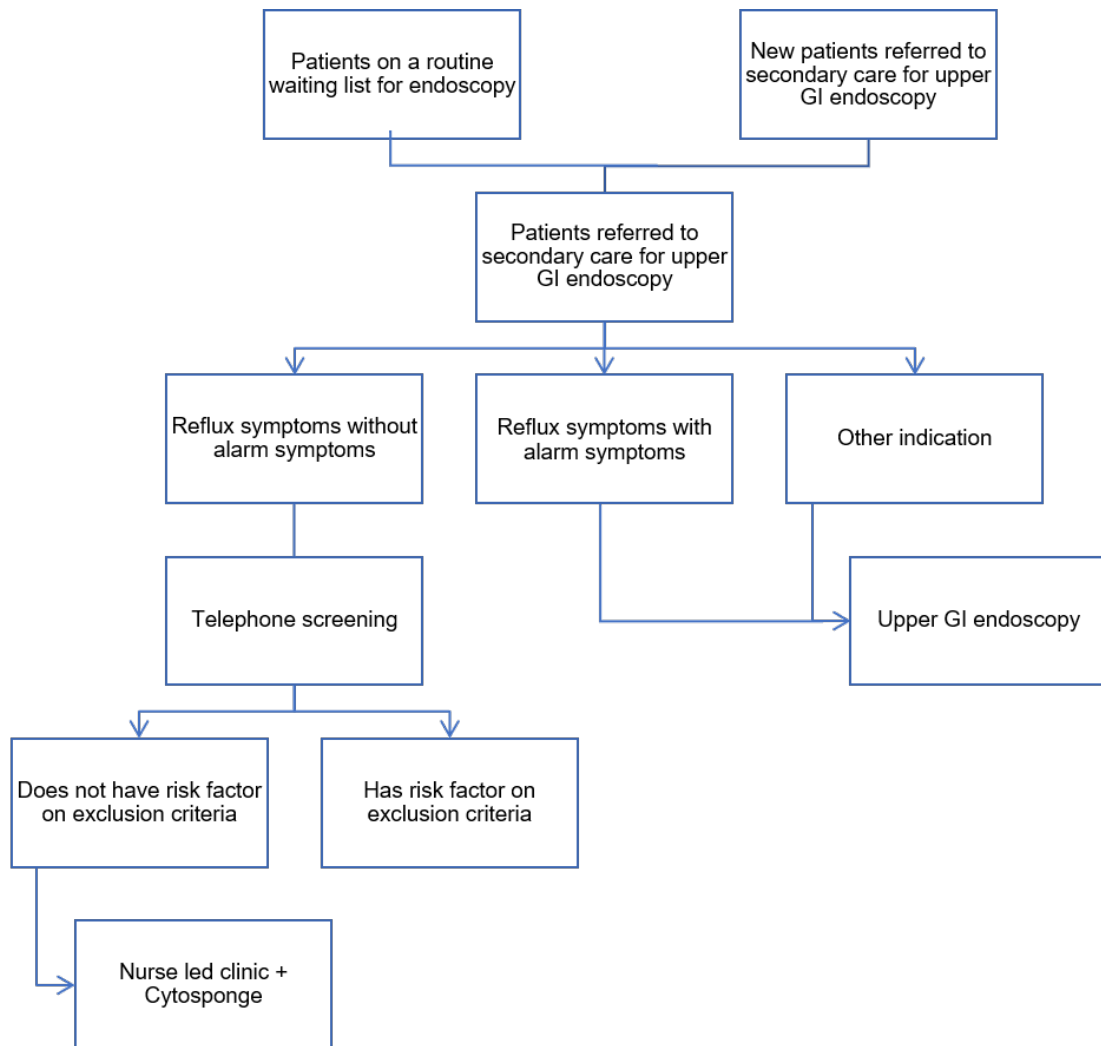 Patients on a routine
waiting list for endoscopy
New patients referred to
secondary care for upper
GI endoscopy
Patients referred to
secondary care for upper
GI endoscopy
Reflux symptoms without
alarm symptoms
Reflux symptoms with
alarm symptoms
Other indication
Telephone screening
Upper GI endoscopy
Does not have risk factor
on exclusion criteria
Has risk factor on
exclusion criteria
Nurse led clinic +
Cytosponge